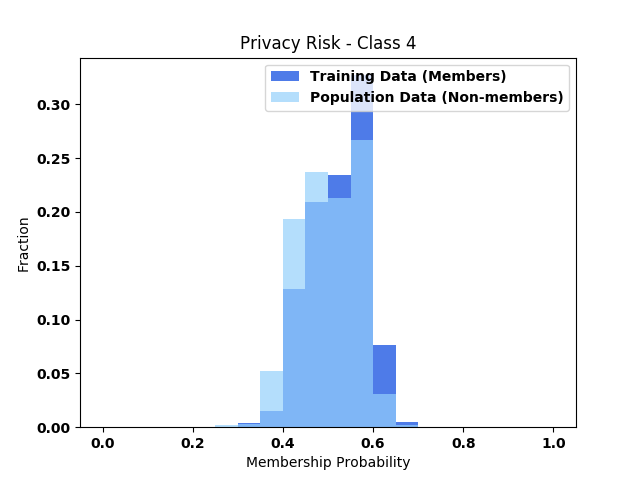 Privacy Risk - Class 4
Training Data (Members)
Population Data (Non-members)
0.30
0.25
0.20
0.15
0.10
0.05
0.00
Fraction
0.0 0.2 0.4 0.6 0.8 1.0
Membership Probability